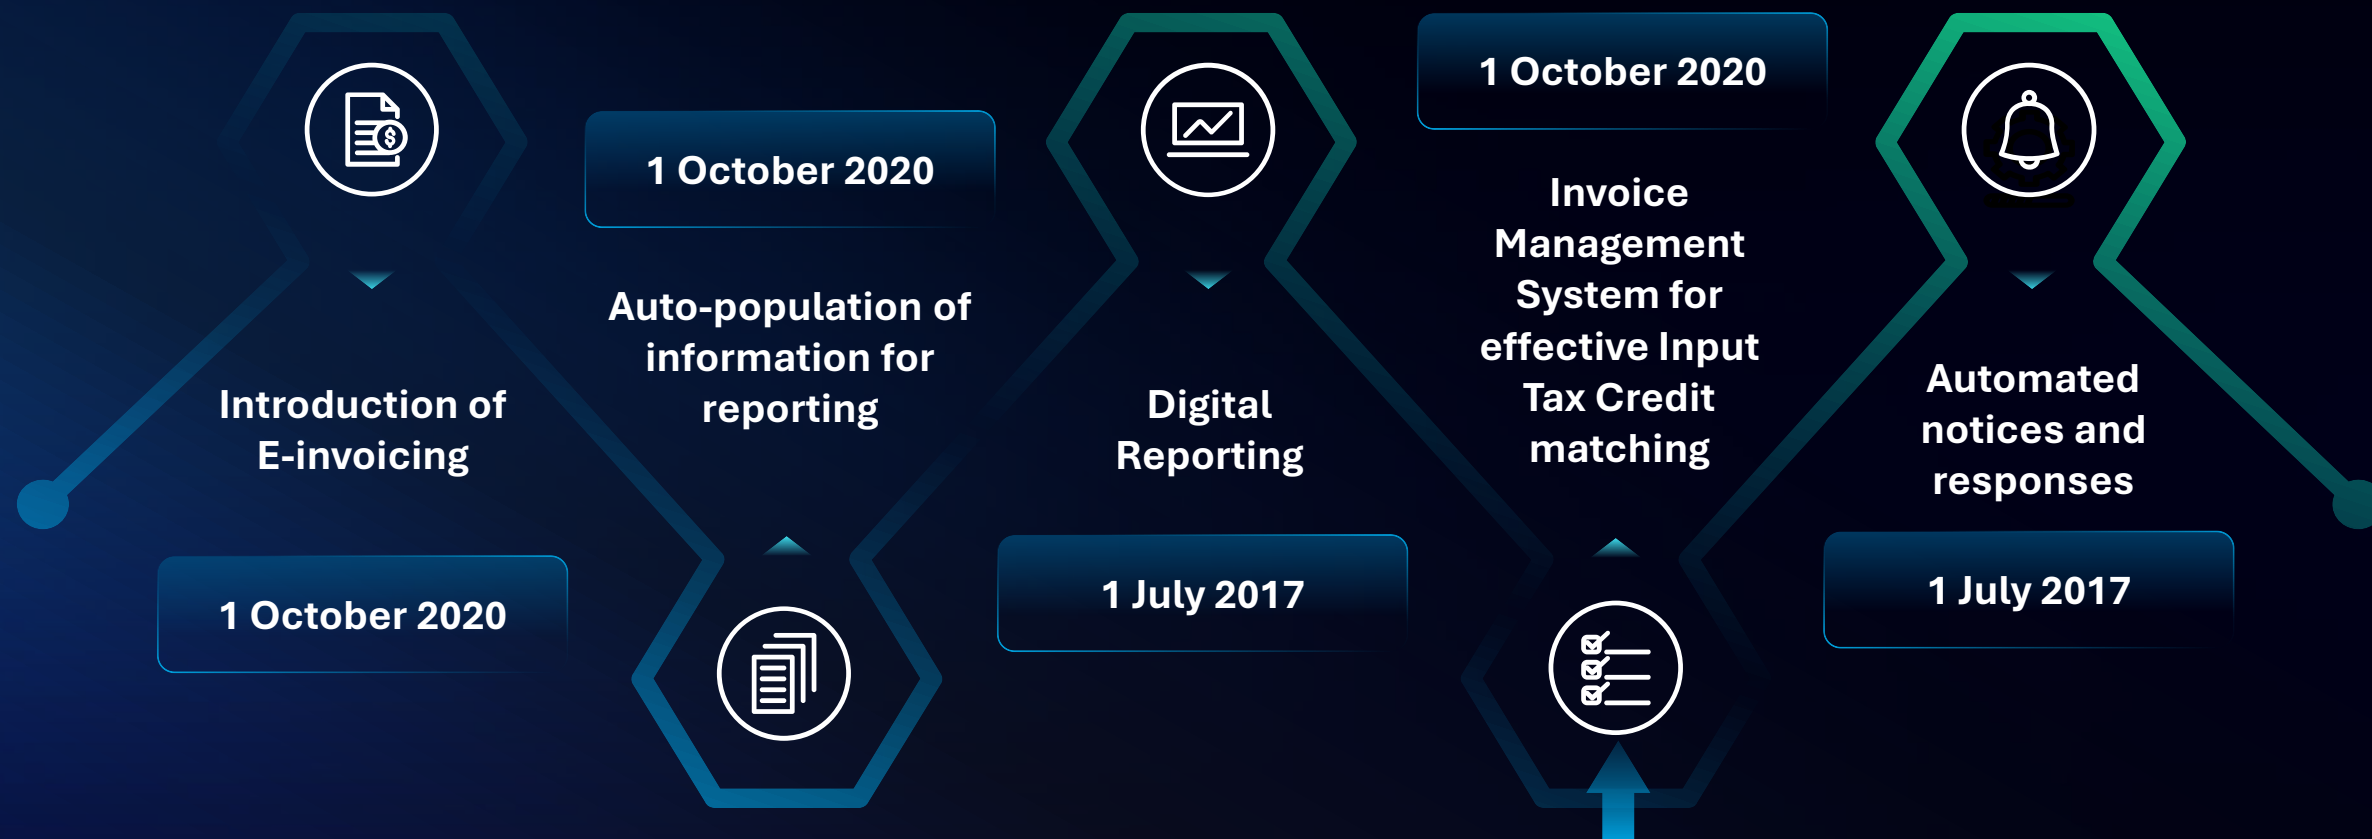 Introduction of
E-invoicing
1 October 2020
1 October 2020
Auto-population of
information for
reporting
Digital
Reporting
1 July 2017
1 October 2020
Invoice
Management
System for
effective Input
Tax Credit
matching
Automated
notices and
responses
1 July 2017